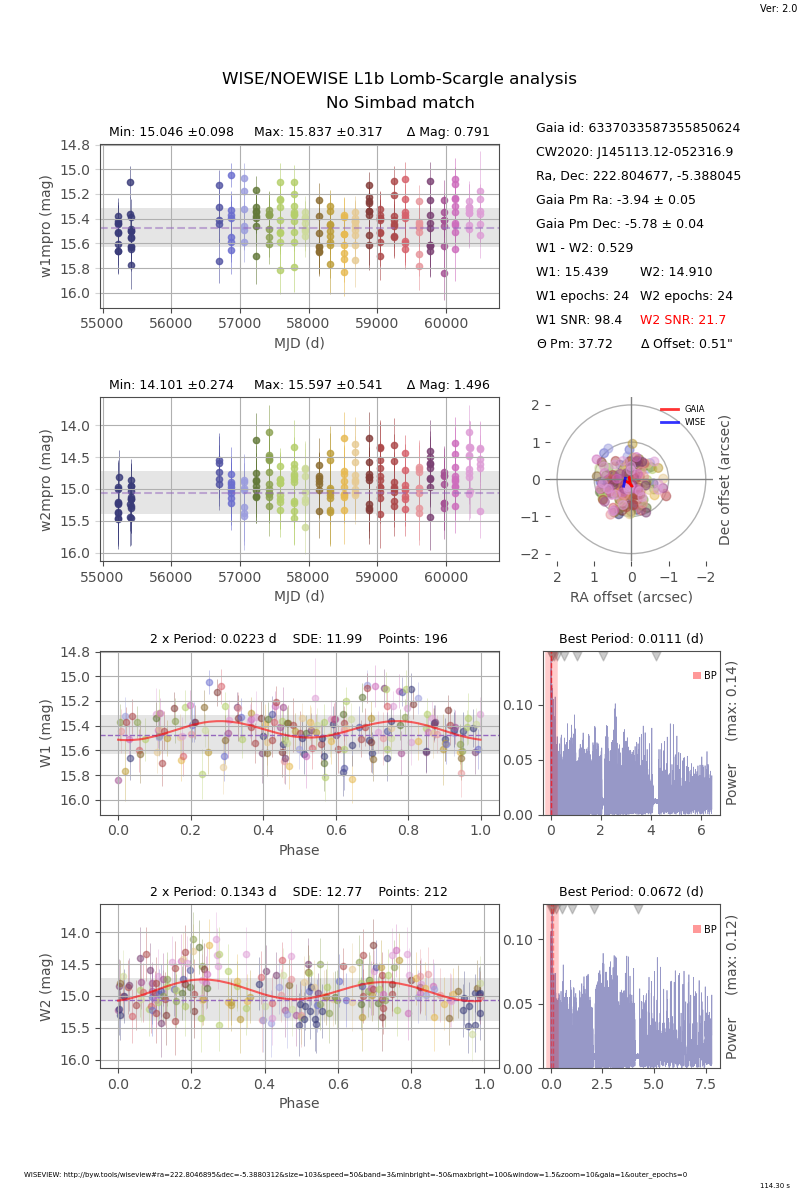 Ver: 2.0
WISE/NOEWISE L1b Lomb-Scargle analysis
No Simbad match
Min: 15.046 ±0.098 Max: 15.837 ±0.317 Δ Mag: 0.791
14.8
15.0
15.2
15.4
15.6
15.8
16.0
w1mpro (mag)
55000 56000 57000 58000 59000 60000
MJD (d)
Gaia id: 6337033587355850624
CW2020: J145113.12-052316.9
Ra, Dec: 222.804677, -5.388045
Gaia Pm Ra: -3.94 ± 0.05
Gaia Pm Dec: -5.78 ± 0.04
W1 - W2: 0.529
W1: 15.439 W2: 14.910
W1 epochs: 24 W2 epochs: 24
W1 SNR: 98.4 W2 SNR: 21.7
Θ Pm: 37.72 Δ Offset: 0.51"
Min: 14.101 ±0.274 Max: 15.597 ±0.541 Δ Mag: 1.496
14.0
14.5
15.0
15.5
16.0
w2mpro (mag)
55000 56000 57000 58000 59000 60000
MJD (d)
GAIA
WISE
2
1
0
−1
−2
Dec offset (arcsec)
2 1 0 −1 −2
RA offset (arcsec)
2 x Period: 0.0223 d SDE: 11.99 Points: 196
14.8
15.0
15.2
15.4
15.6
15.8
16.0
W1 (mag)
0.0 0.2 0.4 0.6 0.8 1.0
Phase
Best Period: 0.0111 (d)
BP
0.10
0.05
0.00
Power (max: 0.14)
0 2 4 6
2 x Period: 0.1343 d SDE: 12.77 Points: 212
14.0
14.5
15.0
15.5
16.0
W2 (mag)
0.0 0.2 0.4 0.6 0.8 1.0
Phase
Best Period: 0.0672 (d)
BP
0.10
0.05
0.00
Power (max: 0.12)
0.0 2.5 5.0 7.5
WISEVIEW: http://byw.tools/wiseview#ra=222.8046895&dec=-5.3880312&size=103&speed=50&band=3&minbright=-50&maxbright=100&window=1.5&zoom=10&gaia=1&outer_epochs=0
114.30 s